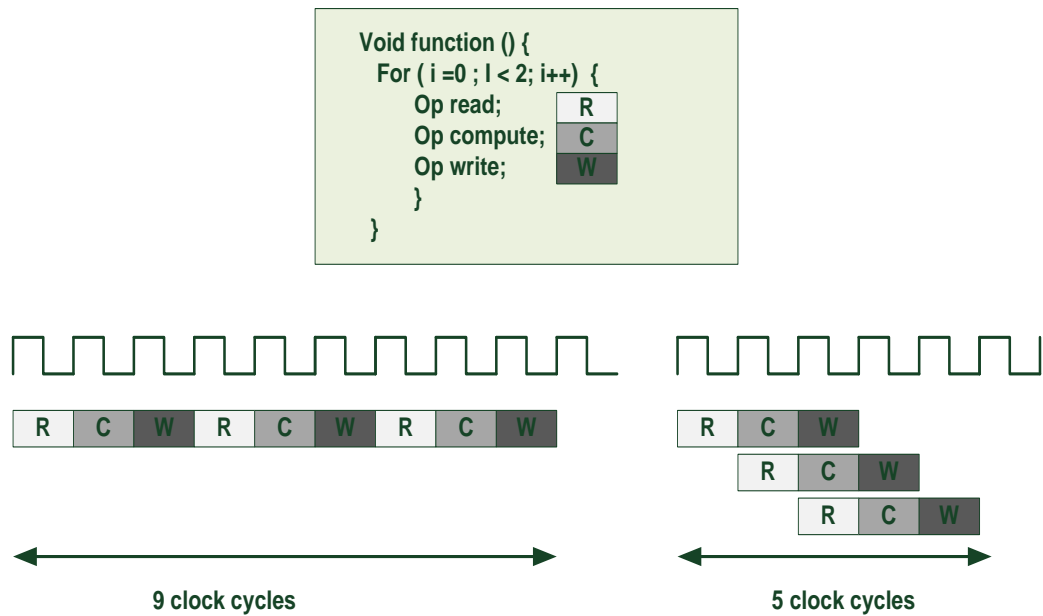 Void function () {
For ( i =0 ; I < 2; i++) {
Op read; R
Op compute; C
Op write; W
}
}
R C W R C W R C W R C W
R C W
R C W
9 clock cycles 5 clock cycles